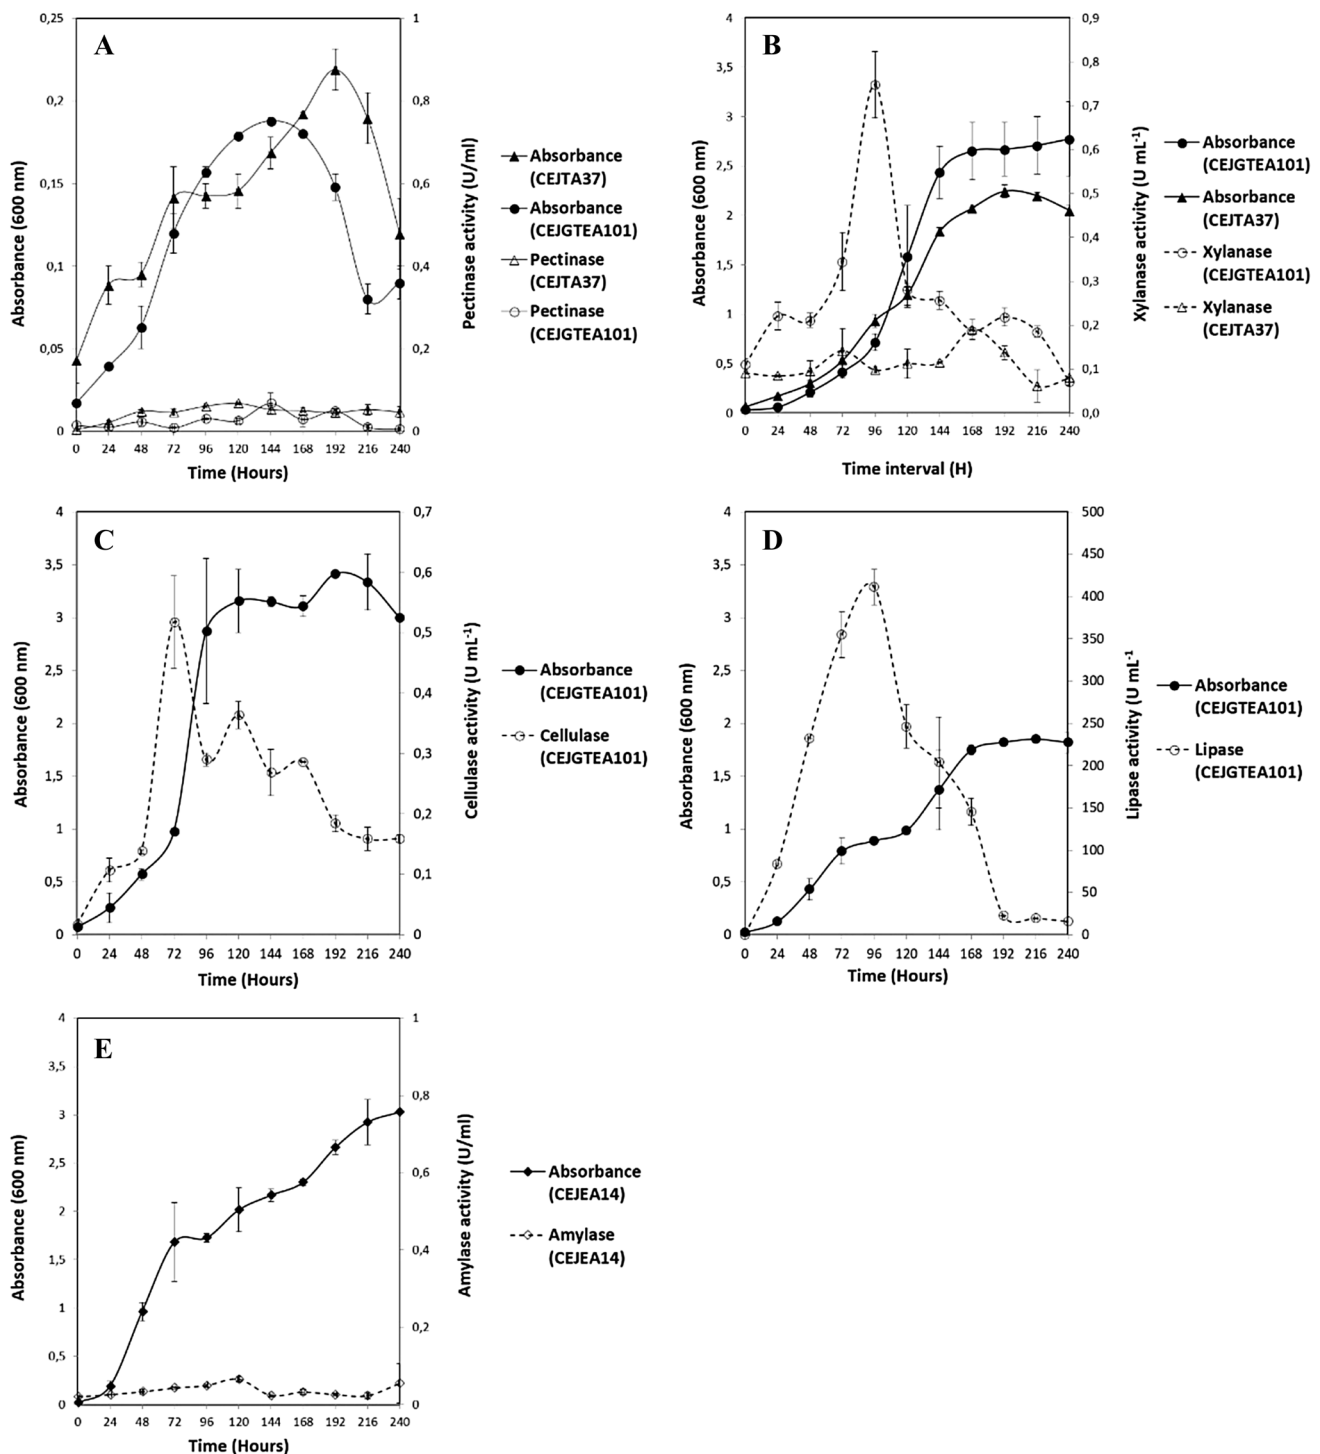 A
0,25
0,2
0,15
0,1
0,05
0
1
0,8
0,6
0,4
0,2
0
0 24 48 72 96 120 144 168 192 216 240
Time (Hours)
Absorbance (600 nm)
Pectinase activity (U/ml)
Absorbance
(CEJTA37)
Absorbance
(CEJGTEA101)
Pectinase
(CEJTA37)
Pectinase
(CEJGTEA101)
B
4
3,5
3
2,5
2
1,5
1
0,5
0
0,9
0,8
0,7
0,6
0,5
0,4
0,3
0,2
0,1
0,0
0 24 48 72 96 120 144 168 192 216 240
Time interval (H)
Absorbance (600 nm)
Xylanase activity (U mL-1)
Absorbance
(CEJGTEA101)
Absorbance
(CEJTA37)
Xylanase
(CEJGTEA101)
Xylanase
(CEJTA37)
C
4
3,5
3
2,5
2
1,5
1
0,5
0
0,7
0,6
0,5
0,4
0,3
0,2
0,1
0
0 24 48 72 96 120 144 168 192 216 240
Time (Hours)
Absorbance (600 nm)
Cellulase activity (U mL-1)
Absorbance
(CEJGTEA101)
Cellulase
(CEJGTEA101)
D
4
3,5
3
2,5
2
1,5
1
0,5
0
500
450
400
350
300
250
200
150
100
50
0
0 24 48 72 96 120 144 168 192 216 240
Time (Hours)
Absorbance (600 nm)
Lipase activity (U mL-1)
Absorbance
(CEJGTEA101)
Lipase
(CEJGTEA101)
E
4
3,5
3
2,5
2
1,5
1
0,5
0
1
0,8
0,6
0,4
0,2
0
0 24 48 72 96 120 144 168 192 216 240
Time (Hours)
Absorbance (600 nm)
Amylase activity (U/ml)
Absorbance
(CEJEA14)
Amylase
(CEJEA14)